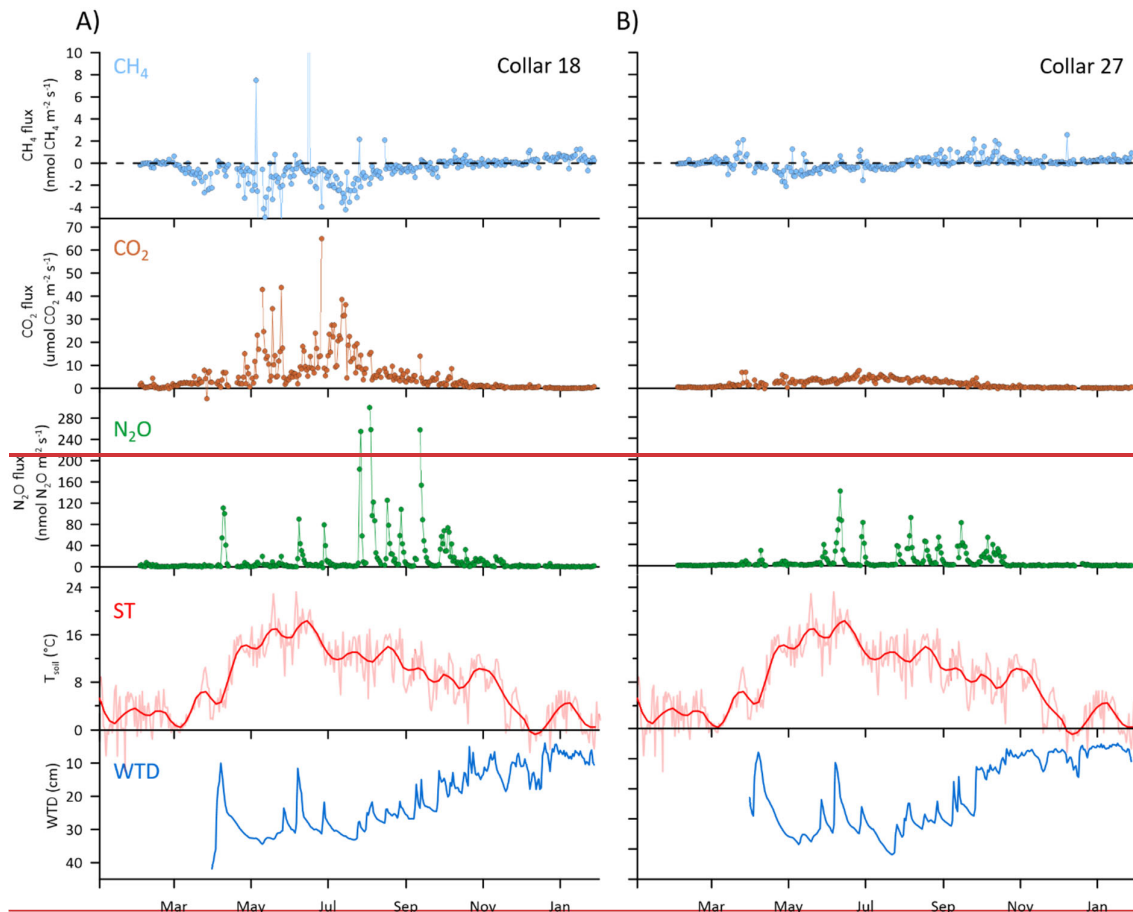 A) B)
CH₄ Collar 18 Collar 27
CH₄ flux
(nmol CH₄ m⁻² s⁻¹)
10
8
6
4
2
0
-2
-4
CO₂
CO₂ flux
(umol CO₂ m⁻² s⁻¹)
70
60
50
40
30
20
10
0
N₂O
N₂O flux
(nmol N₂O m⁻² s⁻¹)
280
240
200
160
120
80
40
0
ST
Tsoil (°C)
24
16
8
0
WTD
WTD (cm)
10
20
30
40
Mar May Jul Sep Nov Jan Mar May Jul Sep Nov Jan